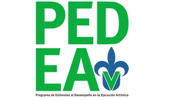 PED
EA
Programa de Estímulos al Desempeño en la Ejecución Artística